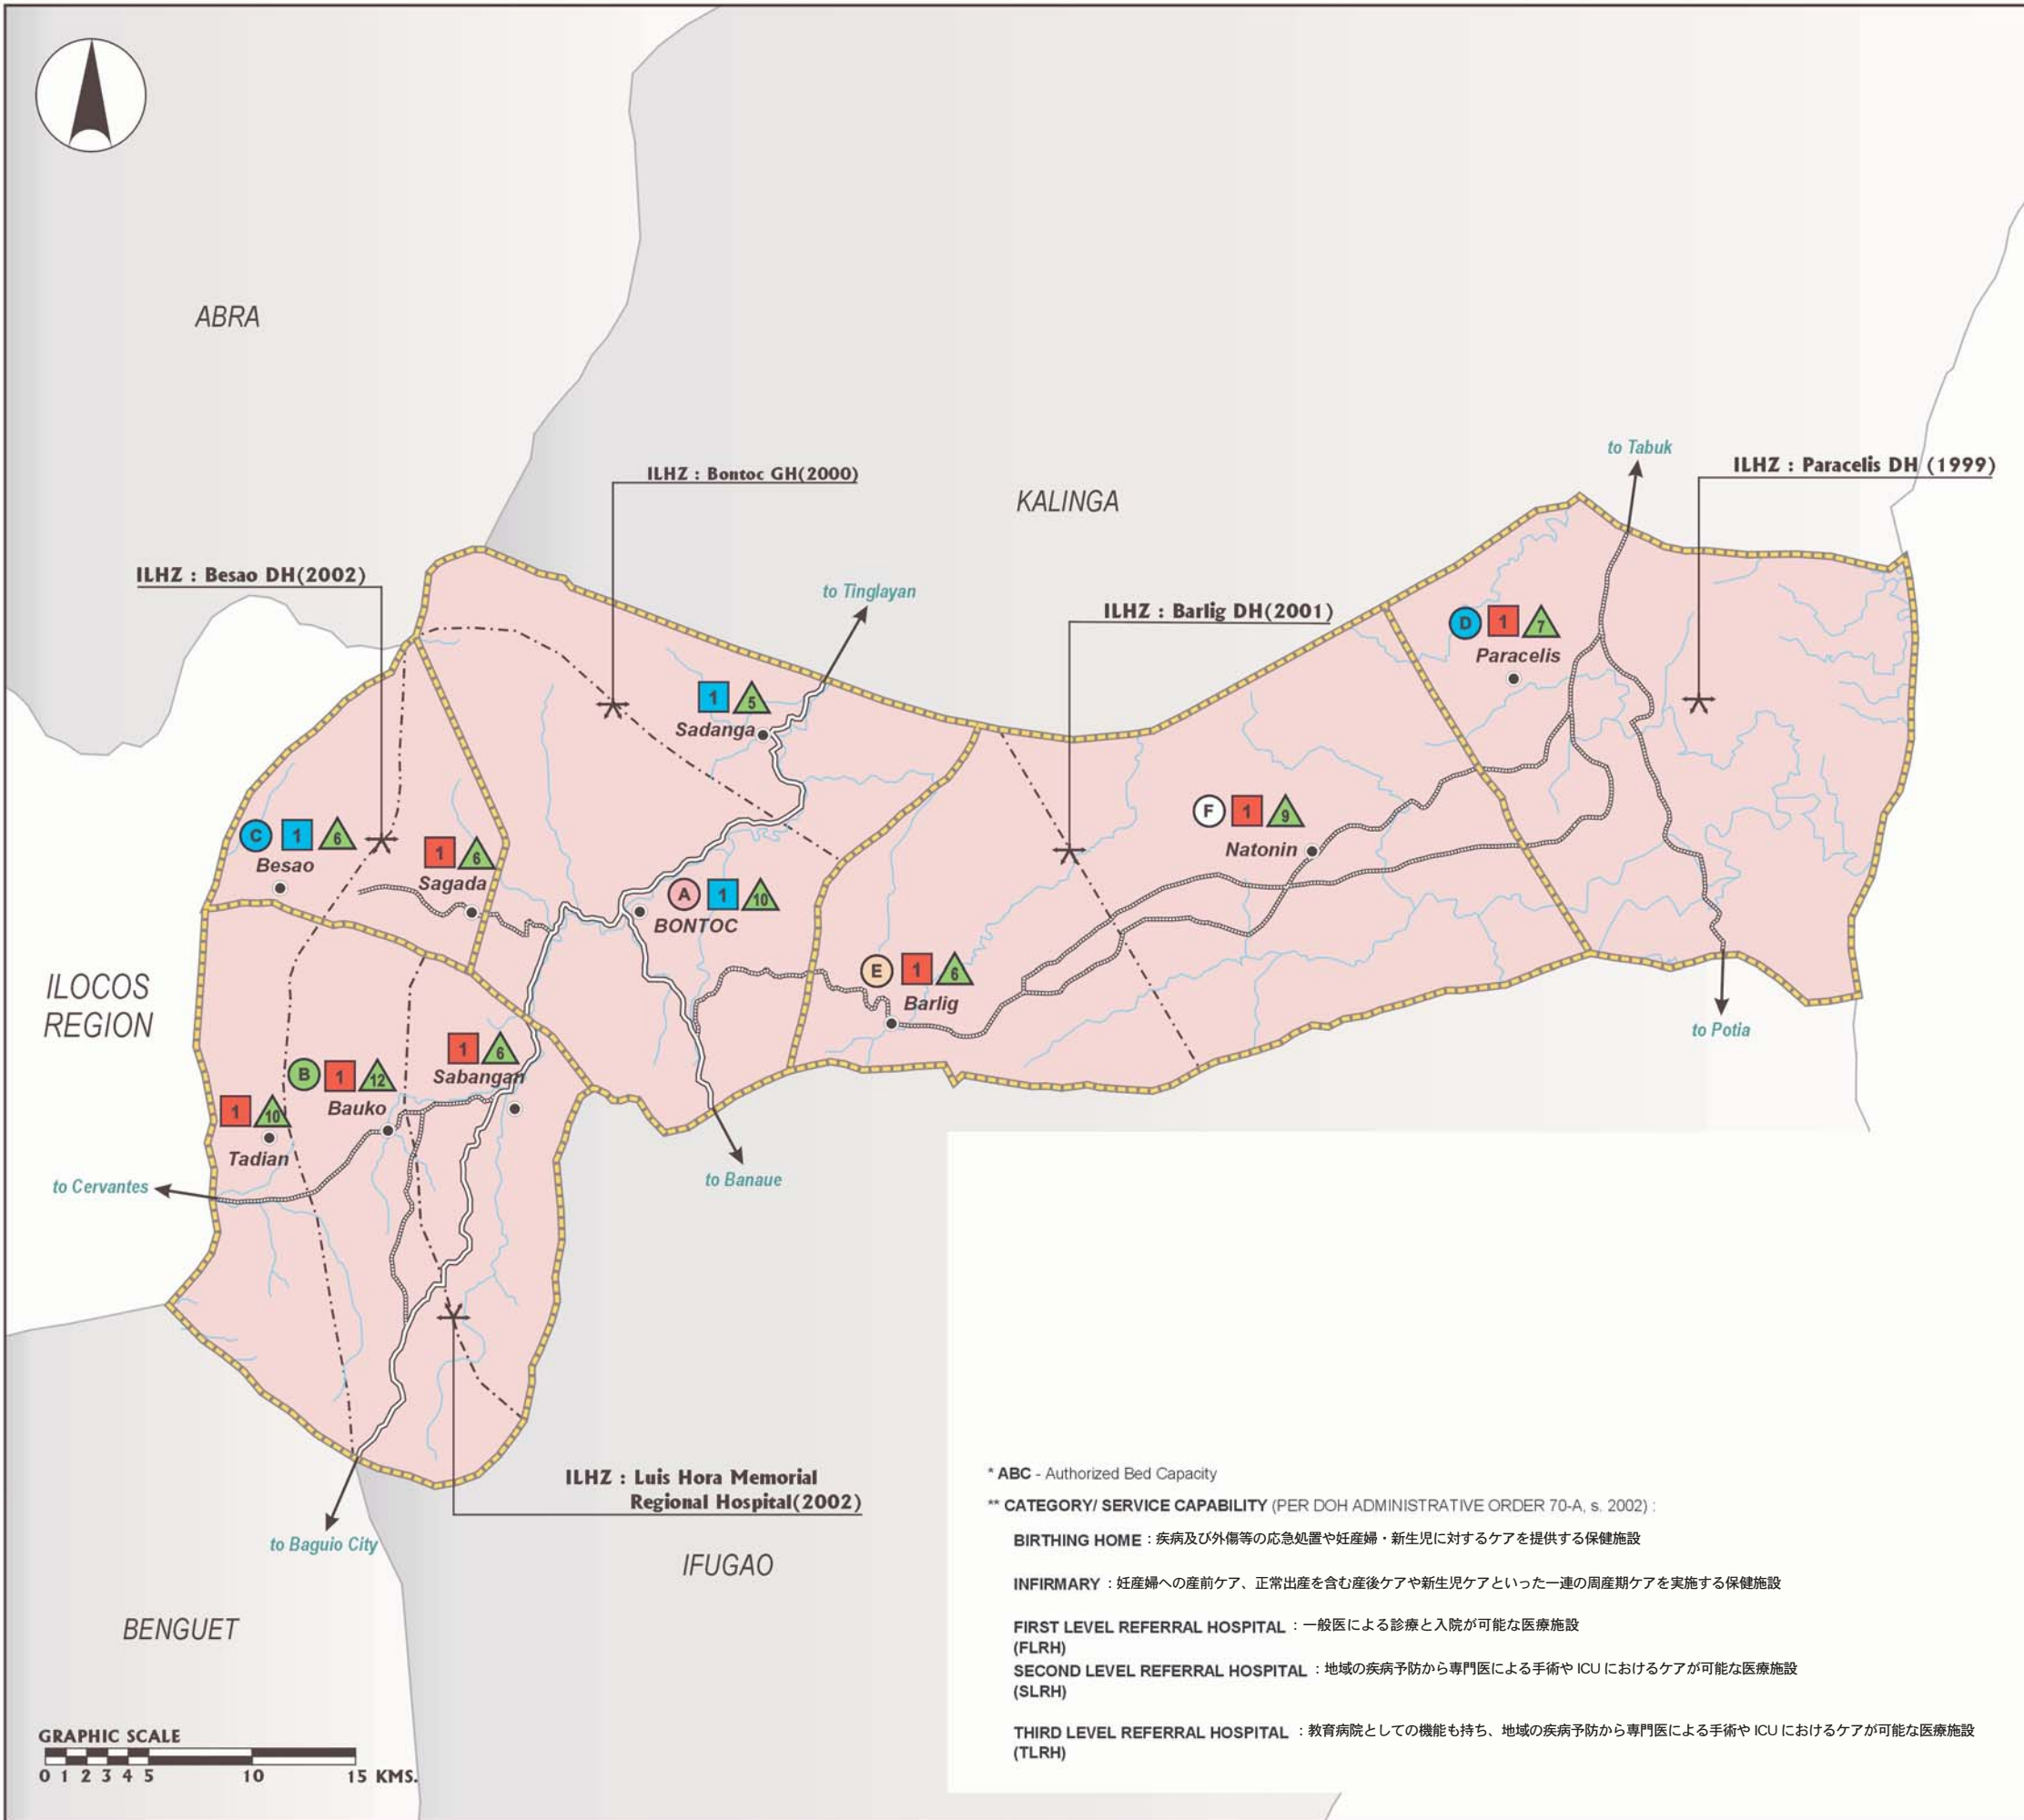 ABRA
ILHZ : Bontoc GH(2000)
KALINGA
to Tabuk
ILHZ : Paracelis DH (1999)
ILHZ : Besao DH(2002)
to Tinglayan
ILHZ : Barlig DH(2001)
D 1 7
Paracelis
1 5
Sadanga
F 1 9
Natonin
C 1 6
Besao
1 6
Sagada
A 1 10
BONTOC
E 1 6
Barlig
ILOCOS
REGION
to Potia
1 6
Sabangan
B 1 12
Bauko
1 10
Tadian
to Cervantes
to Banaue
ILHZ : Luis Hora Memorial
Regional Hospital(2002)
to Baguio City
IFUGAO
BENGUET
* ABC - Authorized Bed Capacity
** CATEGORY/ SERVICE CAPABILITY (PER DOH ADMINISTRATIVE ORDER 70-A, s. 2002) :
BIRTHING HOME : 疾病及び外傷等の応急処置や妊産婦・新生児に対するケアを提供する保健施設
INFIRMARY : 妊産婦への産前ケア、正常出産を含む産後ケアや新生児ケアといった一連の周産期ケアを実施する保健施設
FIRST LEVEL REFERRAL HOSPITAL : 一般医による診療と入院が可能な医療施設
(FLRH)
SECOND LEVEL REFERRAL HOSPITAL : 地域の疾病予防から専門医による手術や ICU におけるケアが可能な医療施設
(SLRH)
THIRD LEVEL REFERRAL HOSPITAL : 教育病院としての機能も持ち、地域の疾病予防から専門医による手術や ICU におけるケアが可能な医療施設
(TLRH)
GRAPHIC SCALE
0 1 2 3 4 5 10 15 KMS.